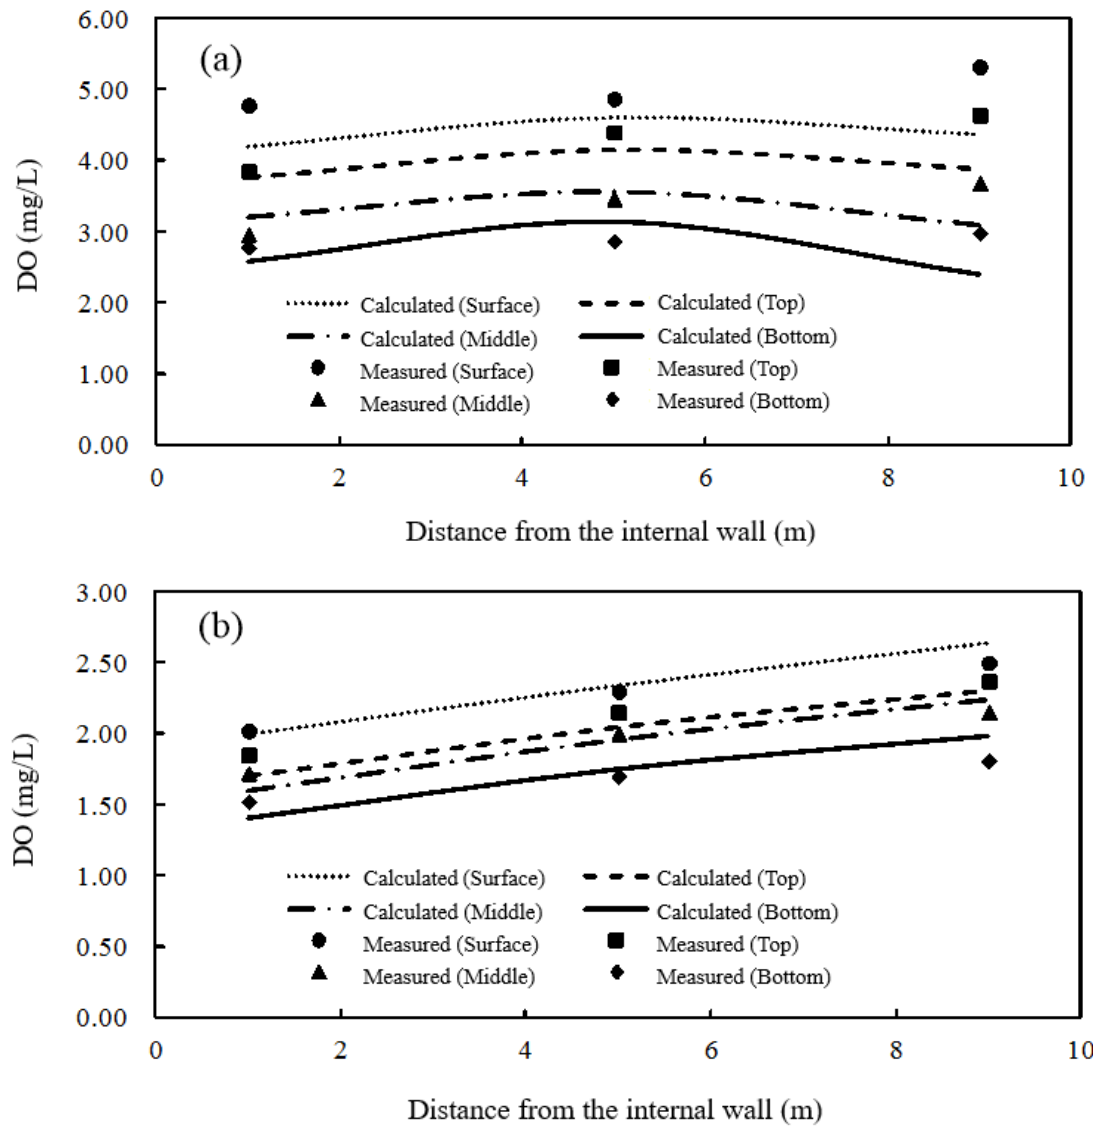 6.00
(a)
5.00
4.00
3.00
2.00
1.00
0.00
DO (mg/L)
Calculated (Surface) Calculated (Top)
Calculated (Middle) Calculated (Bottom)
Measured (Surface) Measured (Top)
Measured (Middle) Measured (Bottom)
0 2 4 6 8 10
Distance from the internal wall (m)
3.00
(b)
2.50
2.00
1.50
1.00
0.50
0.00
DO (mg/L)
Calculated (Surface) Calculated (Top)
Calculated (Middle) Calculated (Bottom)
Measured (Surface) Measured (Top)
Measured (Middle) Measured (Bottom)
0 2 4 6 8 10
Distance from the internal wall (m)